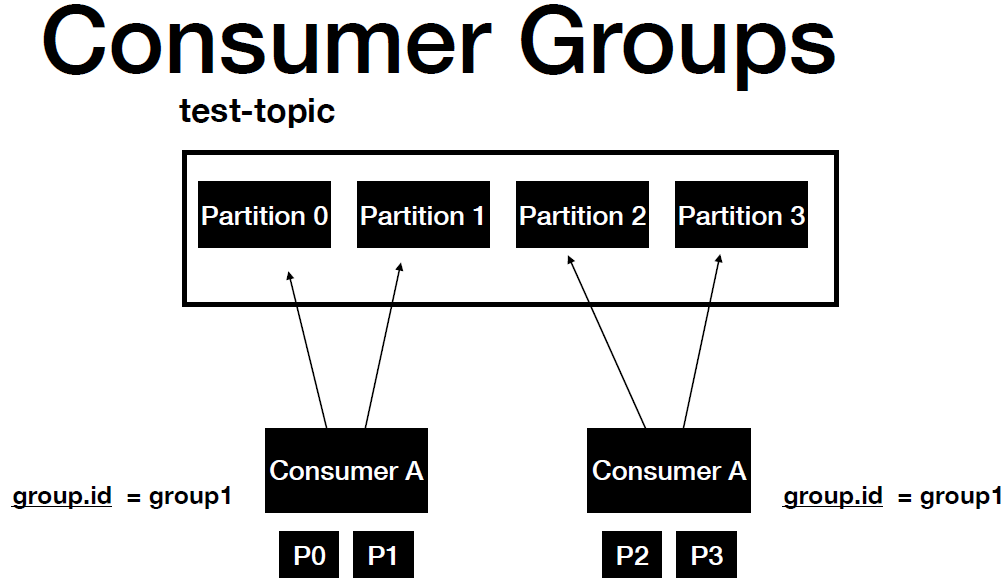 Consumer Groups
test-topic
Partition 0 Partition 1 Partition 2 Partition 3
Consumer A Consumer A
group.id = group1 group.id = group1
P0 P1 P2 P3